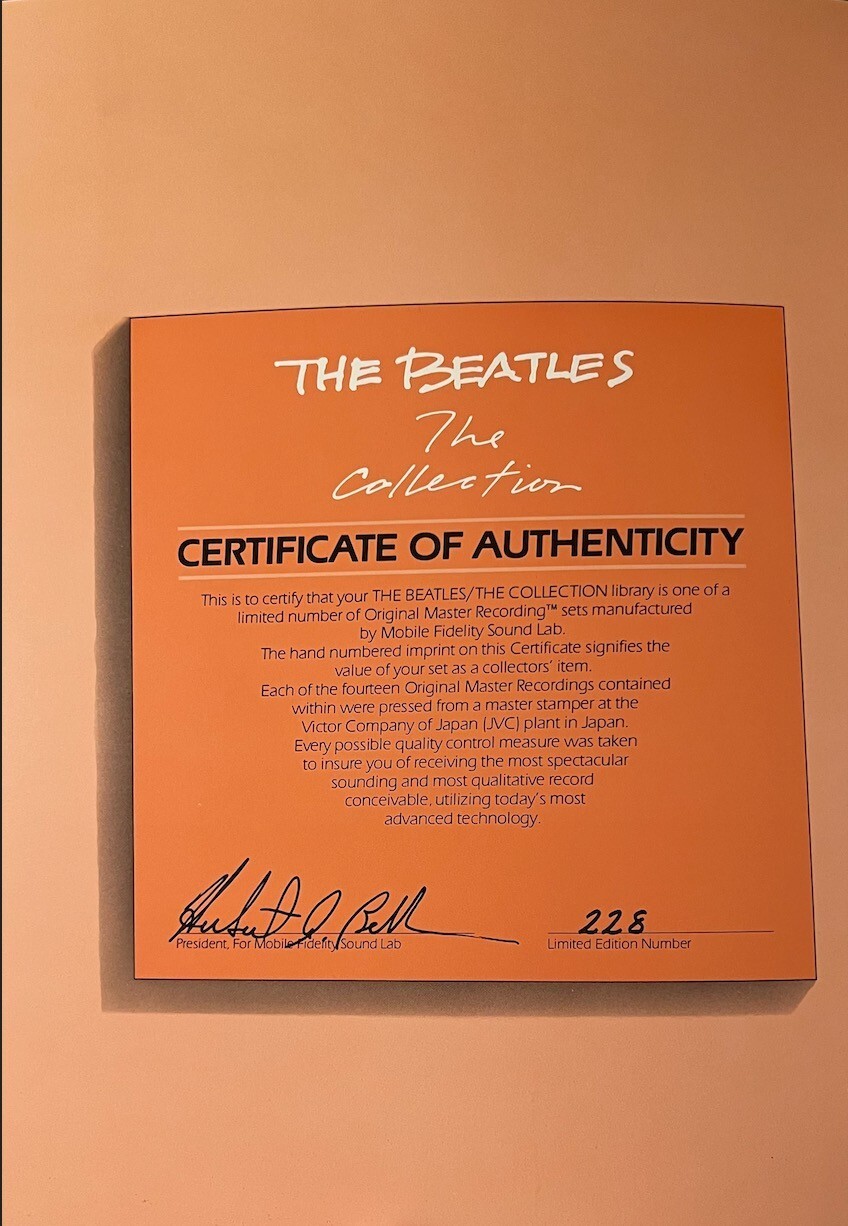 THE BEATLES
The
Collection
CERTIFICATE OF AUTHENTICITY
This is to certify that your THE BEATLES/THE COLLECTION library is one of a
limited number of Original Master Recording™ sets manufactured
by Mobile Fidelity Sound Lab.
The hand numbered imprint on this Certificate signifies the
value of your set as a collectors' item.
Each of the fourteen Original Master Recordings contained
within were pressed from a master stamper at the
Victor Company of Japan (JVC) plant in Japan.
Every possible quality control measure was taken
to insure you of receiving the most spectacular
sounding and most qualitative record
conceivable, utilizing today's most
advanced technology.
228
President, For Mobile Fidelity Sound Lab
Limited Edition Number